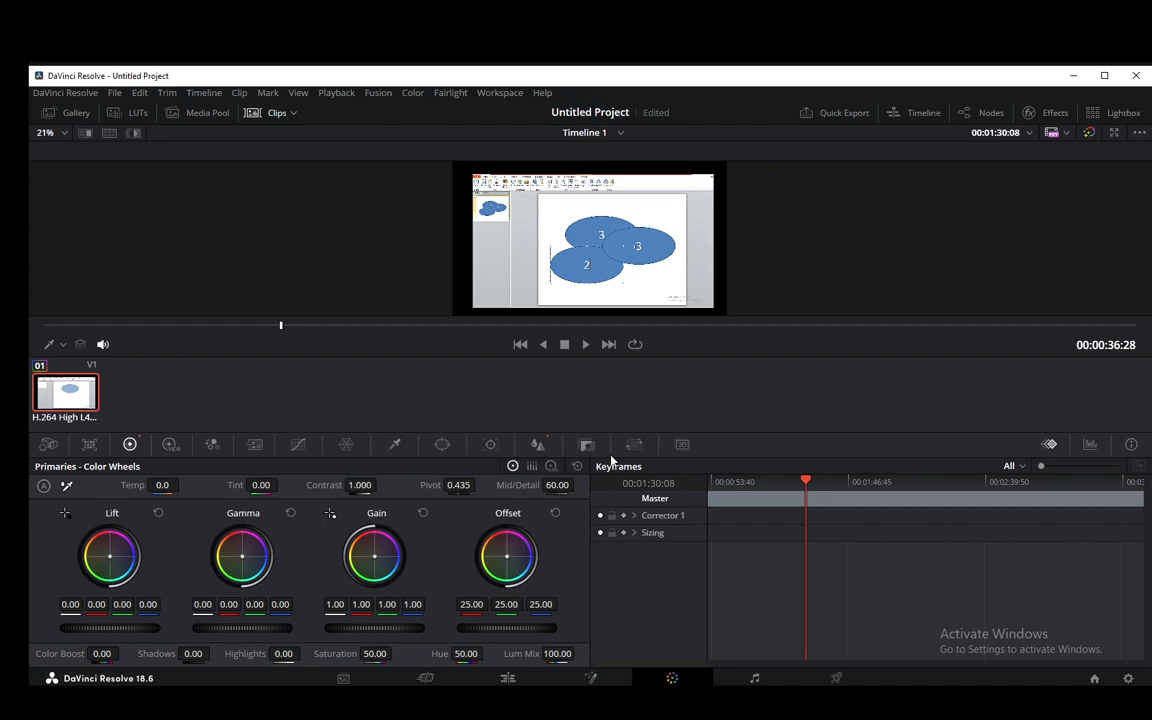 DaVinci Resolve - Untitled Project
DaVinci Resolve File Edit Trim Timeline Clip Mark View Playback Fusion Color Fairlight Workspace Help
Gallery LUTs Media Pool Clips Untitled Project Edited Quick Export Timeline Nodes Effects Lightbox
21% Timeline 1 00:01:30:08
3
3
2
00:00:36:28
01 V1
H.264 High L4...
Primaries - Color Wheels Keyframes All
Temp 0.0 Tint 0.00 Contrast 1.000 Pivot 0.435 Mid/Detail 60.00
00:01:30:08 00:00:53:40 00:01:46:45 00:02:39:50 00:03
Master
Lift Gamma Gain Offset
Corrector 1
Sizing
0.00 0.00 0.00 0.00 0.00 0.00 0.00 0.00 1.00 1.00 1.00 1.00 25.00 25.00 25.00
Activate Windows
Go to Settings to activate Windows.
Color Boost 0.00 Shadows 0.00 Highlights 0.00 Saturation 50.00 Hue 50.00 Lum Mix 100.00
DaVinci Resolve 18.6